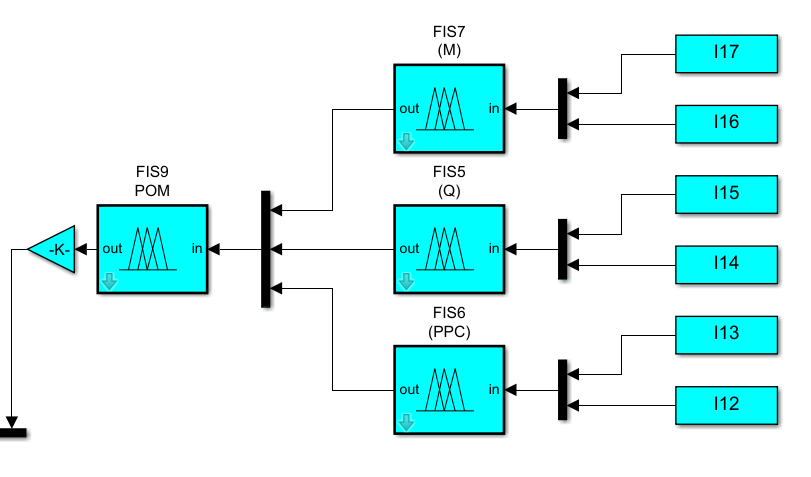 FIS7
(M)
I17
out
in
I16
FIS9
POM
FIS5
(Q)
I15
-K-
out
in
out
in
I14
FIS6
(PPC)
I13
out
in
I12